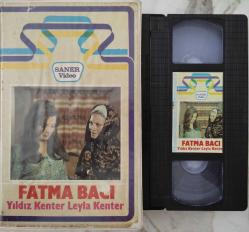 SANER
Video
FATMA BACI
Yıldız Kenter Leyla Kenter
FATMA BACI
Yıldız Kenter Leyla Kenter